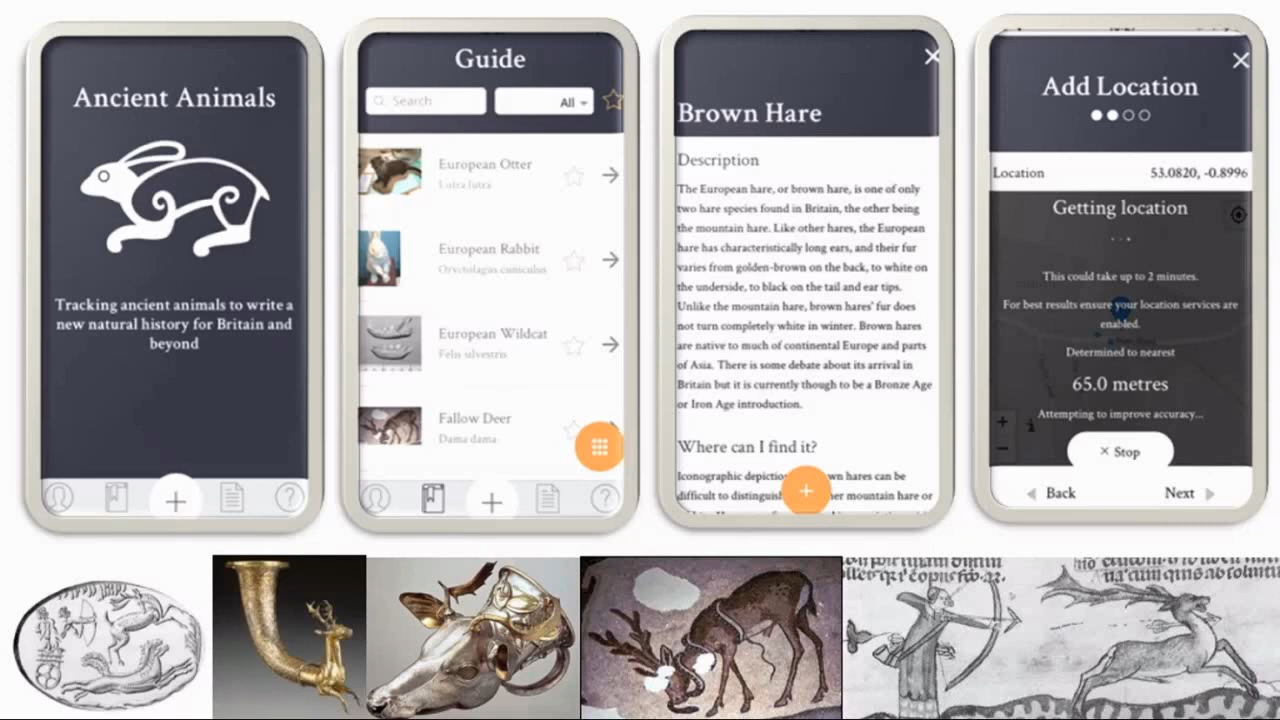 Ancient Animals
Tracking ancient animals to write a
new natural history for Britain and
beyond
Guide
Search
All
European Otter
Lutra lutra
European Rabbit
Oryctolagus cuniculus
European Wildcat
Felis silvestris
Fallow Deer
Dama dama
Brown Hare
Description
The European hare, or brown hare, is one of only
two hare species found in Britain, the other being
the mountain hare. Like other hares, the European
hare has characteristically long ears, and their fur
varies from golden-brown on the back, to white on
the underside, to black on the tail and ear tips.
Unlike the mountain hare, brown hares' fur does
not turn completely white in winter. Brown hares
are native to much of continental Europe and parts
of Asia. There is some debate about its arrival in
Britain but it is currently though to be a Bronze Age
or Iron Age introduction.
Where can I find it?
Iconographic depictio wn hares can be
difficult to distinguish her mountain hare or
Add Location
Location 53.0820, -0.8996
Getting location
...
This could take up to 2 minutes.
For best results ensure your location services are
enabled.
Determined to nearest
65.0 metres
Attempting to improve accuracy...
× Stop
Back Next